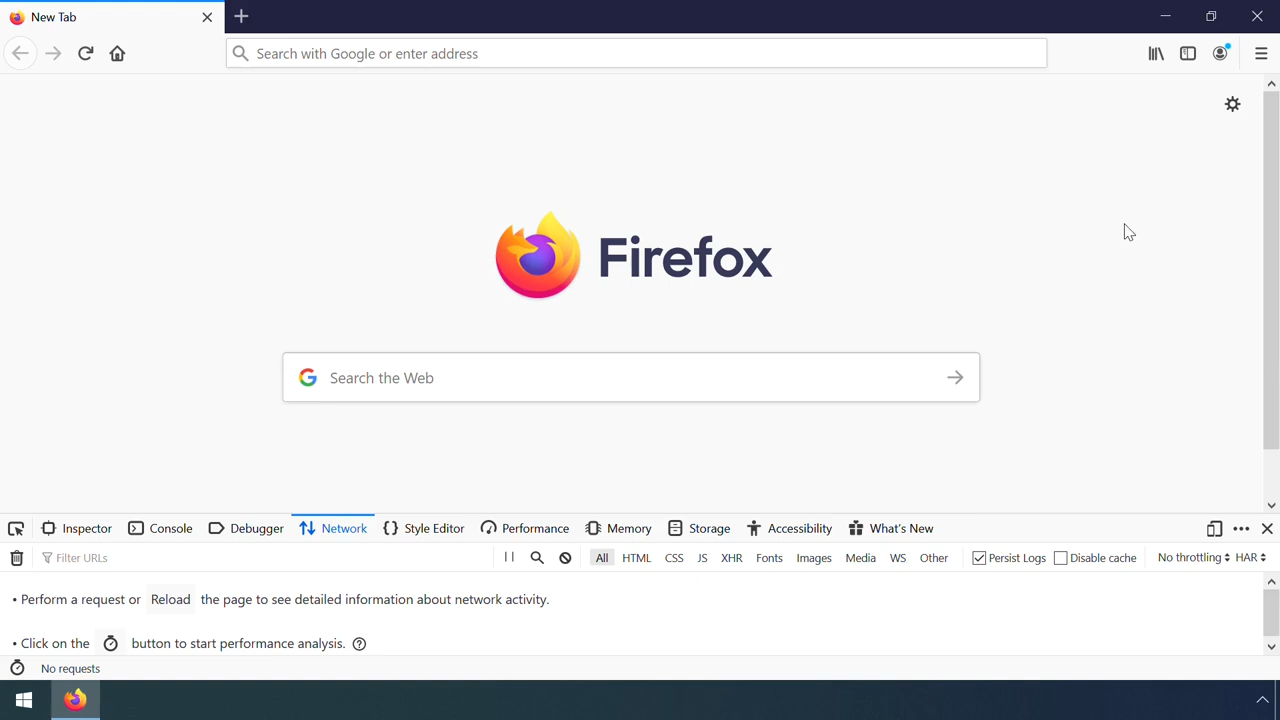 New Tab
Search with Google or enter address
Firefox
Search the Web
Inspector Console Debugger Network Style Editor Performance Memory Storage Accessibility What's New
Filter URLs All HTML CSS JS XHR Fonts Images Media WS Other Persist Logs Disable cache No throttling HAR
• Perform a request or Reload the page to see detailed information about network activity.
• Click on the button to start performance analysis.
No requests